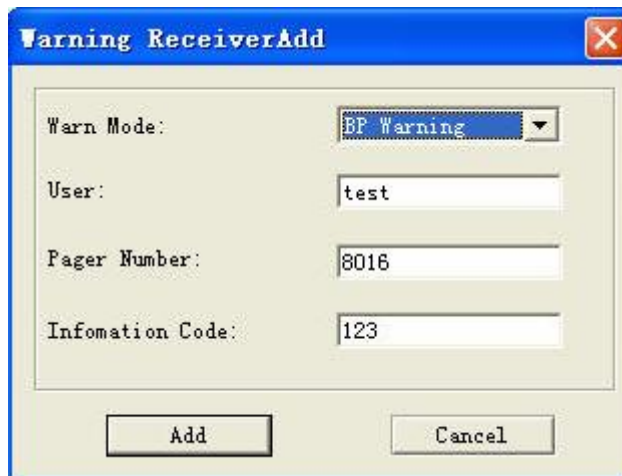 Warning ReceiverAdd
Warn Mode: BP Warning
User: test
Pager Number: 8016
Infomation Code: 123
Add Cancel